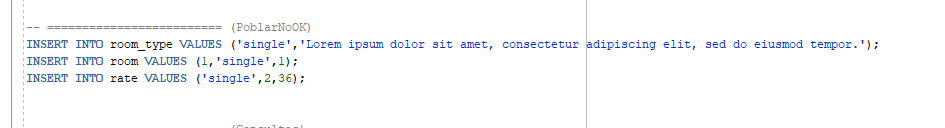 -- ========================= (PoblarNoOK)
INSERT INTO room_type VALUES ('single','Lorem ipsum dolor sit amet, consectetur adipiscing elit, sed do eiusmod tempor.');
INSERT INTO room VALUES (1,'single',1);
INSERT INTO rate VALUES ('single',2,36);